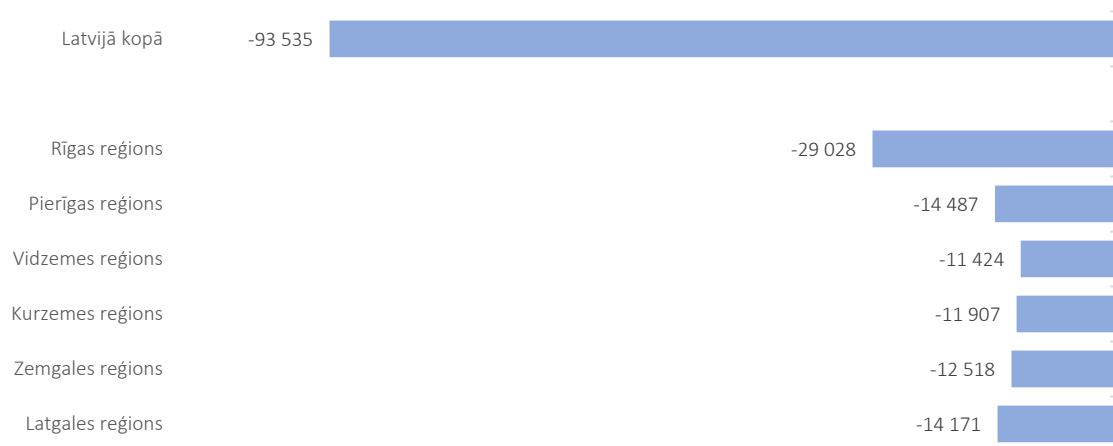 Latvijā kopā -93 535
Rīgas reģions -29 028
Pierīgas reģions -14 487
Vidzemes reģions -11 424
Kurzemes reģions -11 907
Zemgales reģions -12 518
Latgales reģions -14 171